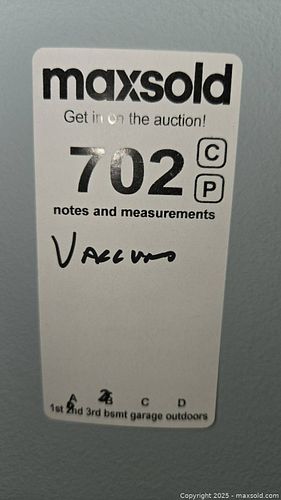 maxsold
Get in on the auction!
702 C
P
notes and measurements
Vaccums
A B C D
1st 2nd 3rd bsmt garage outdoors
Copyright © 2025 - maxsold.com